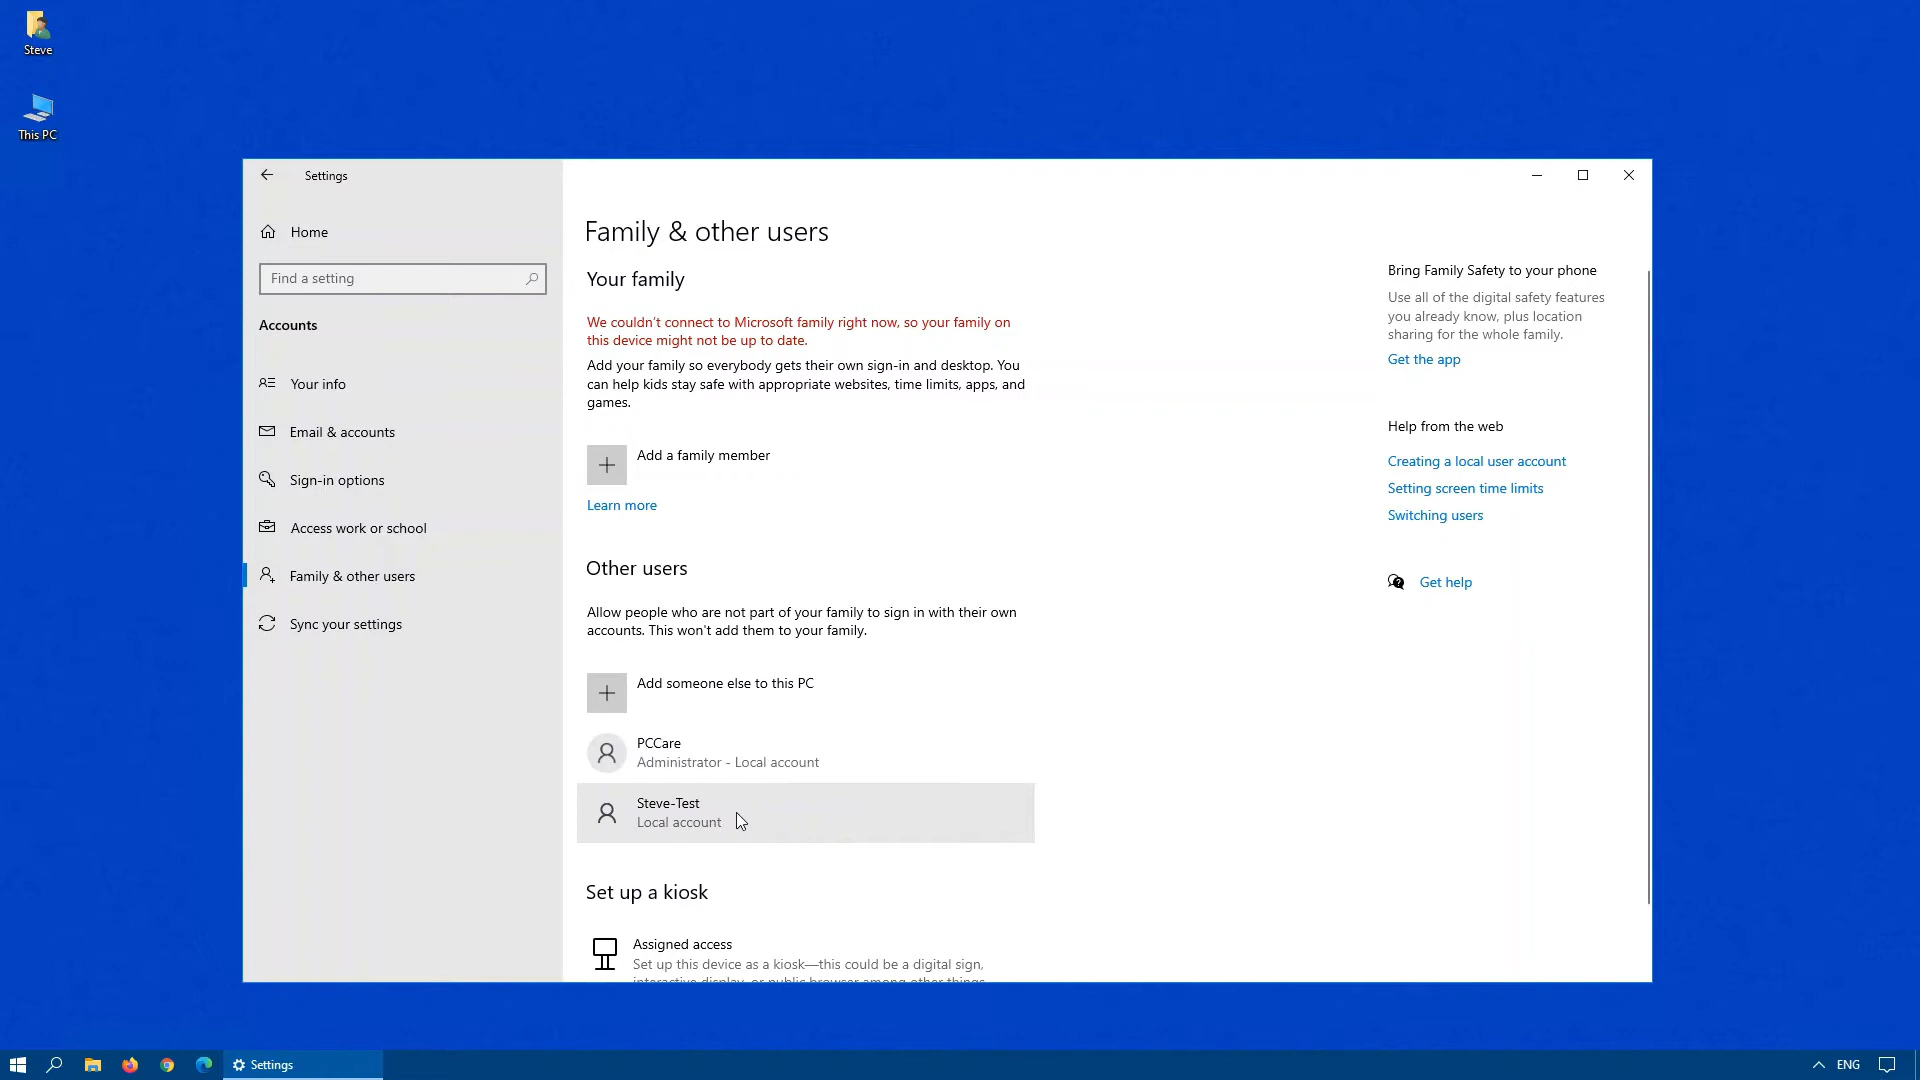 Steve
This PC
Settings
Home
Find a setting
Accounts
Your info
Email & accounts
Sign-in options
Access work or school
Family & other users
Sync your settings
Family & other users
Your family
We couldn't connect to Microsoft family right now, so your family on
this device might not be up to date.
Add your family so everybody gets their own sign-in and desktop. You
can help kids stay safe with appropriate websites, time limits, apps, and
games.
Add a family member
Learn more
Other users
Allow people who are not part of your family to sign in with their own
accounts. This won't add them to your family.
Add someone else to this PC
PCCare
Administrator - Local account
Steve-Test
Local account
Set up a kiosk
Assigned access
Set up this device as a kiosk—this could be a digital sign,
interactive display, or public browser among other things.
Bring Family Safety to your phone
Use all of the digital safety features
you already know, plus location
sharing for the whole family.
Get the app
Help from the web
Creating a local user account
Setting screen time limits
Switching users
Get help
Settings
ENG